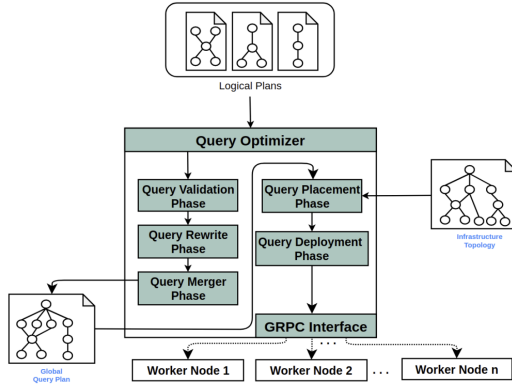 Logical Plans
Query Optimizer
Query Validation
Phase
Query Rewrite
Phase
Query Merger
Phase
Query Placement
Phase
Query Deployment
Phase
GRPC Interface
Infrastructure
Topology
Global
Query Plan
...
Worker Node 1
Worker Node 2
...
Worker Node n